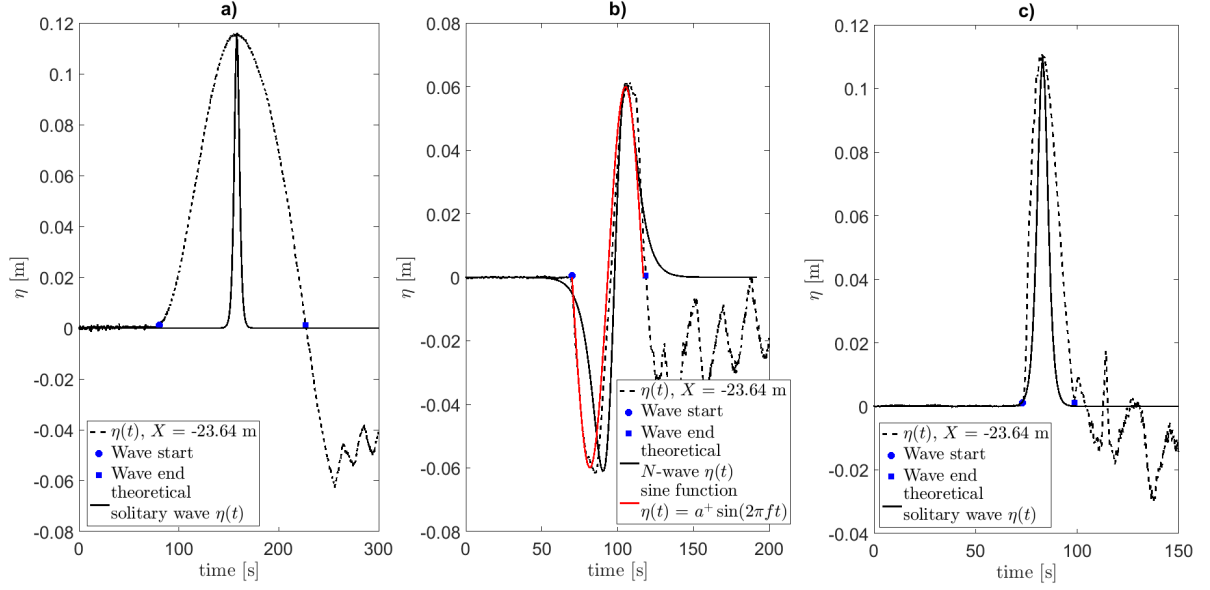 a)
0.12
0.1
0.08
0.06
0.04
0.02
0
-0.02
-0.04
-0.06
-0.08
η [m]
0
100
200
300
time [s]
η(t), X = -23.64 m
Wave start
Wave end
theoretical
solitary wave η(t)
b)
0.08
0.06
0.04
0.02
0
-0.02
-0.04
-0.06
-0.08
η [m]
0
50
100
150
200
time [s]
η(t), X = -23.64 m
Wave start
Wave end
theoretical
N-wave η(t)
sine function
η(t) = a⁺ sin(2πft)
c)
0.12
0.1
0.08
0.06
0.04
0.02
0
-0.02
-0.04
η [m]
0
50
100
150
time [s]
η(t), X = -23.64 m
Wave start
Wave end
theoretical
solitary wave η(t)